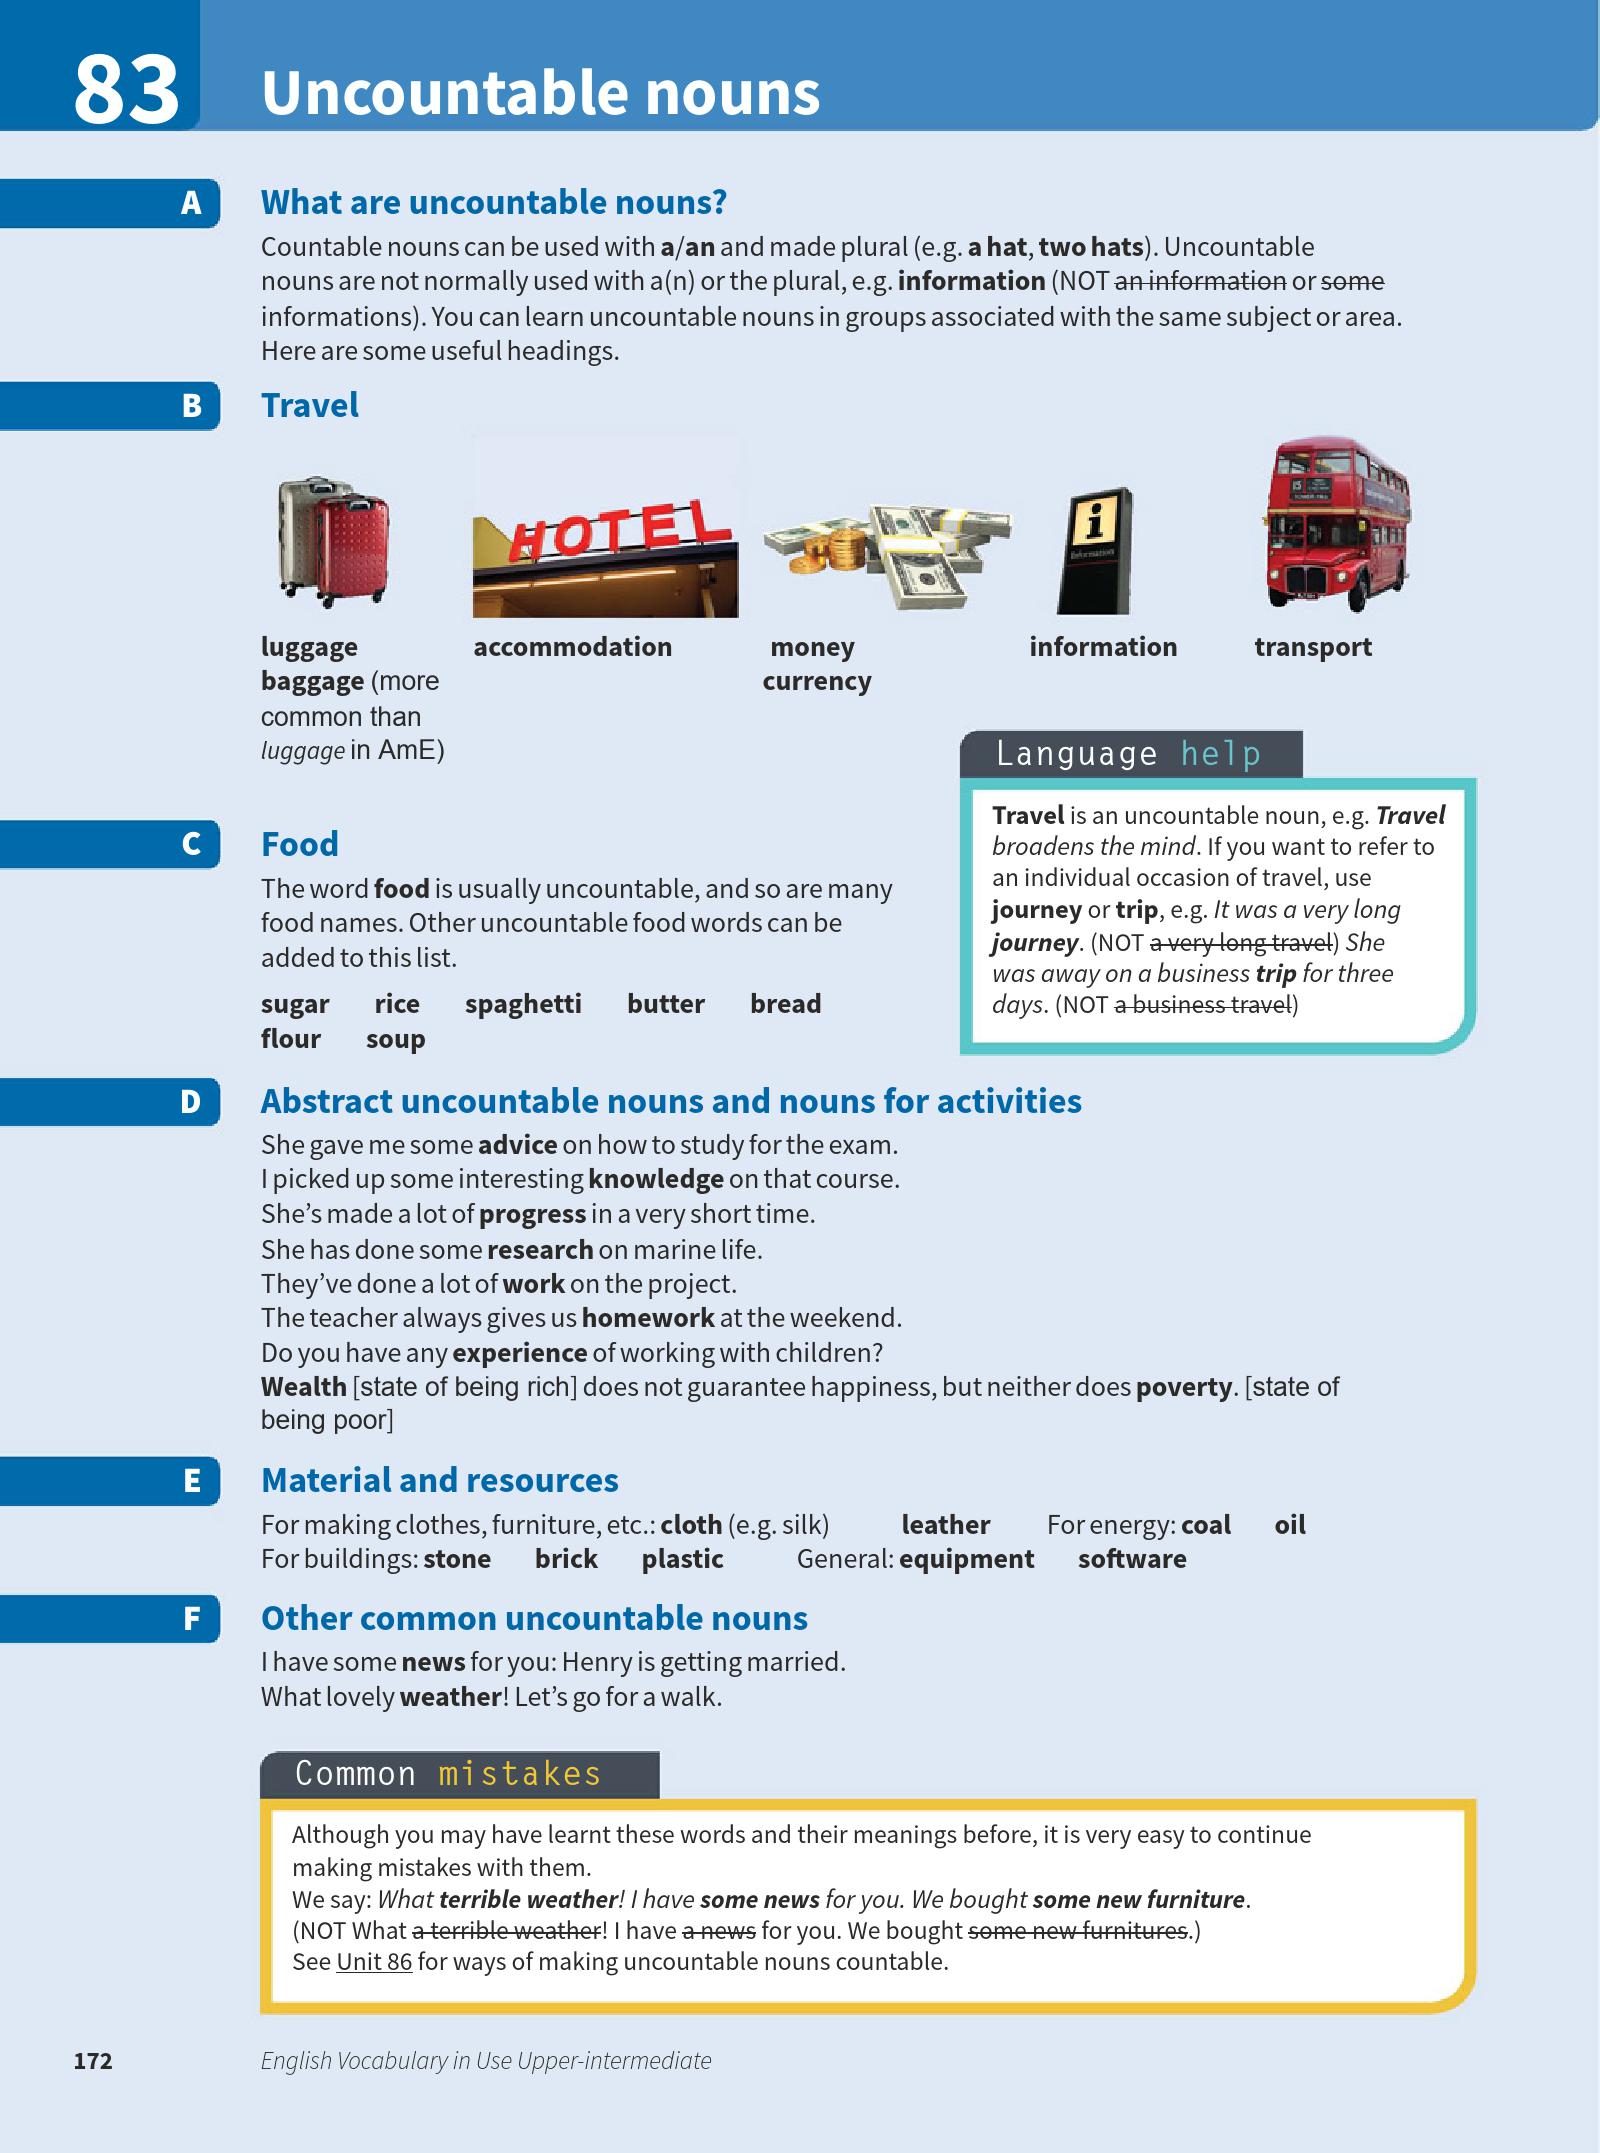 83
Uncountable nouns
A
What are uncountable nouns?
Countable nouns can be used with a/an and made plural (e.g. a hat, two hats). Uncountable
nouns are not normally used with a(n) or the plural, e.g. information (NOT an information or some
informations). You can learn uncountable nouns in groups associated with the same subject or area.
Here are some useful headings.
B
Travel
HOTEL
i
Information
15
luggage
baggage (more
common than
luggage in AmE)
accommodation
money
currency
information
transport
Language help
Travel is an uncountable noun, e.g. Travel
broadens the mind. If you want to refer to
an individual occasion of travel, use
journey or trip, e.g. It was a very long
journey. (NOT a very long travel) She
was away on a business trip for three
days. (NOT a business travel)
C
Food
The word food is usually uncountable, and so are many
food names. Other uncountable food words can be
added to this list.
sugar rice spaghetti butter bread
flour soup
D
Abstract uncountable nouns and nouns for activities
She gave me some advice on how to study for the exam.
I picked up some interesting knowledge on that course.
She's made a lot of progress in a very short time.
She has done some research on marine life.
They've done a lot of work on the project.
The teacher always gives us homework at the weekend.
Do you have any experience of working with children?
Wealth [state of being rich] does not guarantee happiness, but neither does poverty. [state of
being poor]
E
Material and resources
For making clothes, furniture, etc.: cloth (e.g. silk) leather For energy: coal oil
For buildings: stone brick plastic General: equipment software
F
Other common uncountable nouns
I have some news for you: Henry is getting married.
What lovely weather! Let's go for a walk.
Common mistakes
Although you may have learnt these words and their meanings before, it is very easy to continue
making mistakes with them.
We say: What terrible weather! I have some news for you. We bought some new furniture.
(NOT What a terrible weather! I have a news for you. We bought some new furnitures.)
See Unit 86 for ways of making uncountable nouns countable.
172
English Vocabulary in Use Upper-intermediate